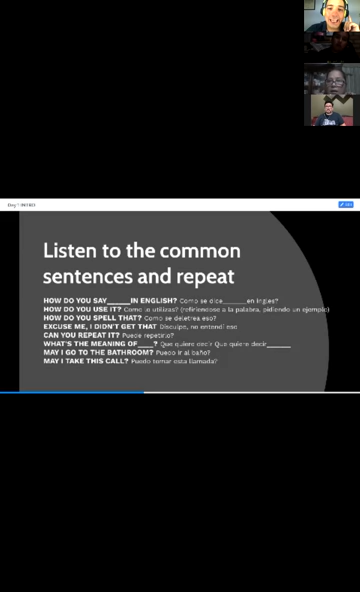 Day 1 INTRO
Listen to the common
sentences and repeat
HOW DO YOU SAY______IN ENGLISH? Como se dice______en ingles?
HOW DO YOU USE IT? Como lo utilizas? (refiriendose a la palabra, pidiendo un ejemplo)
HOW DO YOU SPELL THAT? Como se deletrea eso?
EXCUSE ME, I DIDN'T GET THAT Disculpe, no entendí eso
CAN YOU REPEAT IT? Puede repetirlo?
WHAT'S THE MEANING OF____? Que quiere decir Que quiere decir______
MAY I GO TO THE BATHROOM? Puedo ir al baño?
MAY I TAKE THIS CALL? Puedo tomar esta llamada?